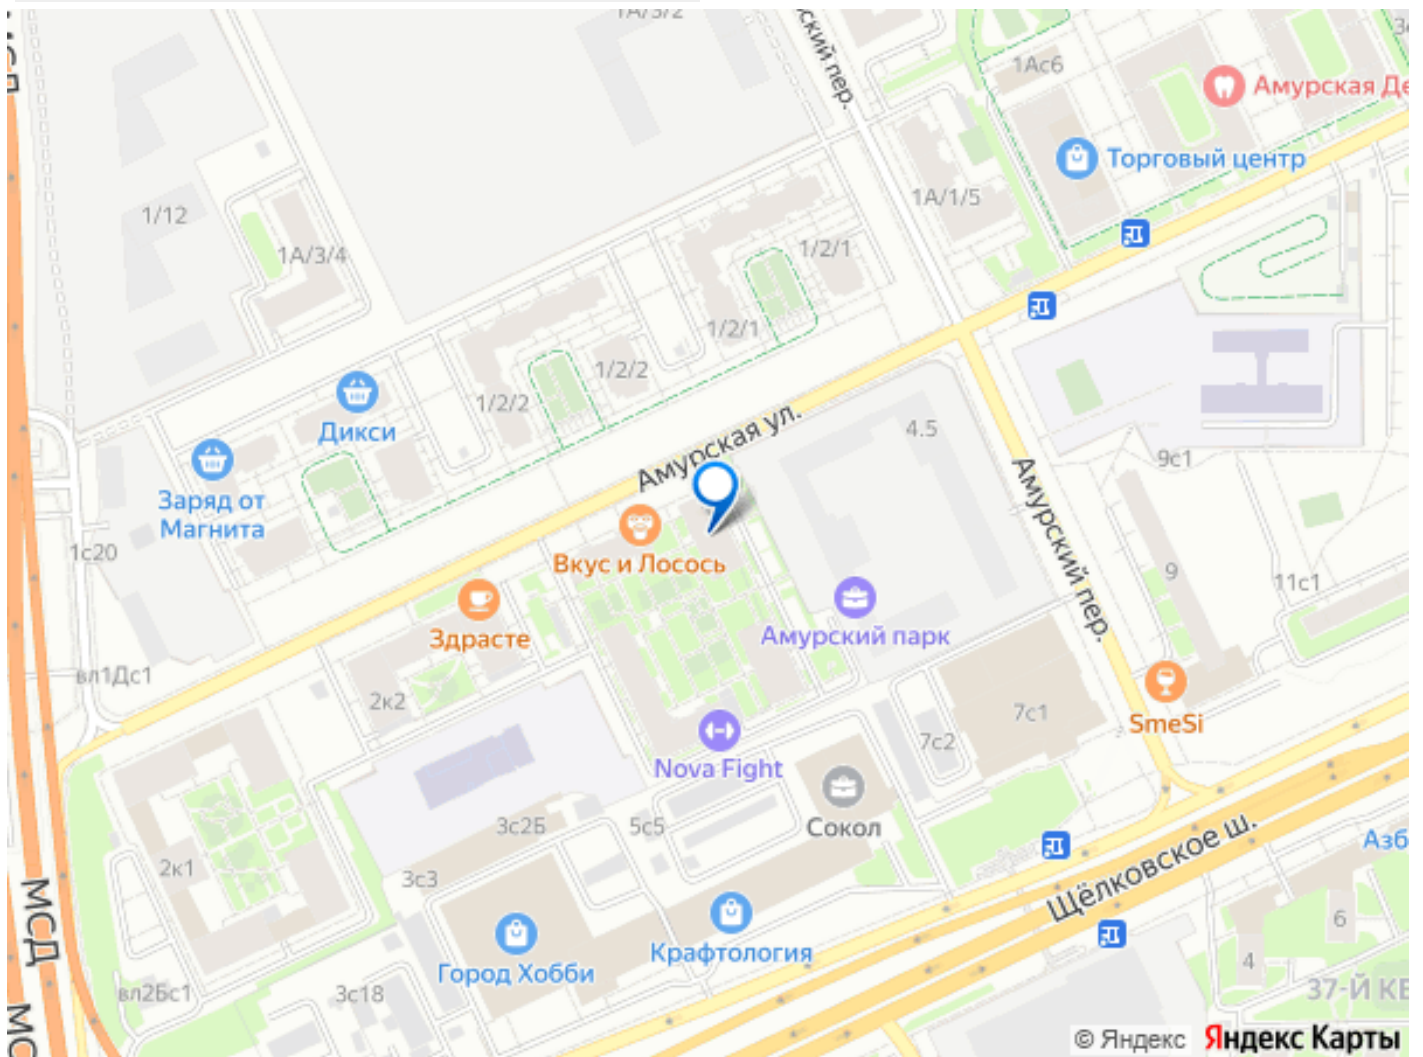 1А/3/2
ский пер.
1Ас6
Амурская Де
Торговый центр
1/12
1А/1/5
1А/3/4
1/2/1
1/2/1
1/2/2
1/2/2
Дикси
Амурская ул.
4.5
9с1
Заряд от
Магнита
1с20
Амурский пер.
Вкус и Лосось
9
11с1
Здрасте
Амурский парк
вл1Дс1
2к2
7с1
SmeSi
7с2
Nova Fight
3с2Б
5с5
Сокол
Щёлковское ш.
Азб
2к1
3с3
МСД
6
Крафтология
Город Хобби
4
вл2Бс1
3с18
37-Й КВ
© Яндекс Яндекс Карты